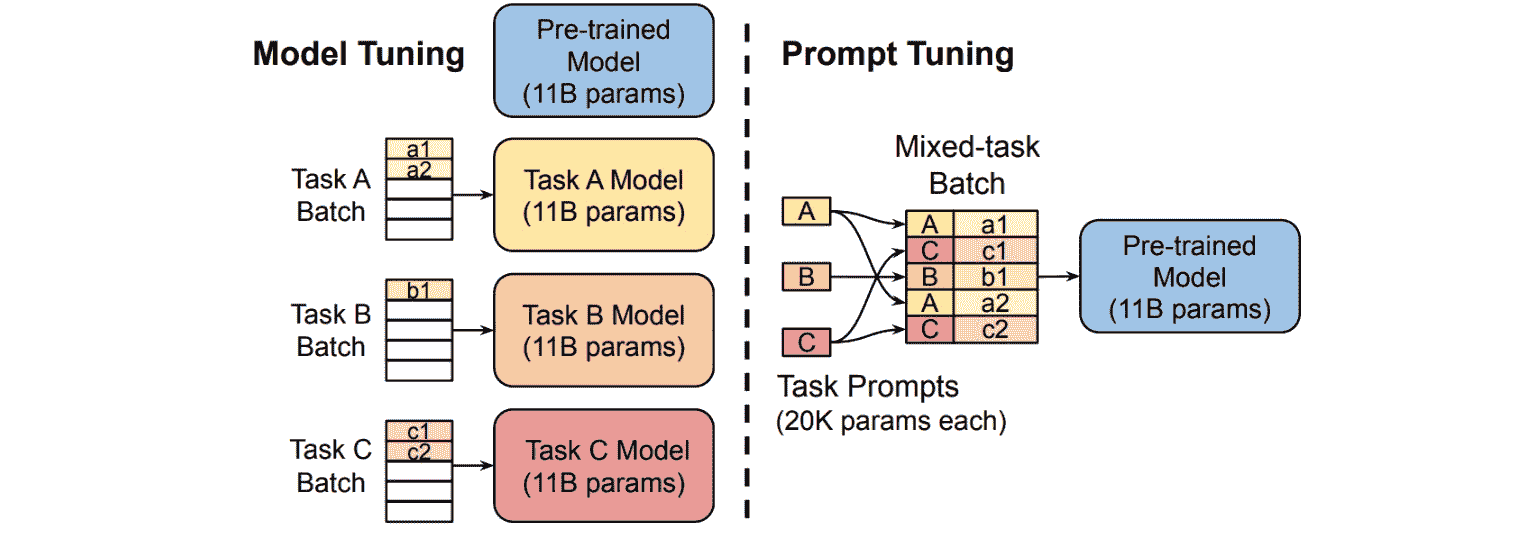 Model Tuning
Pre-trained
Model
(11B params)
Task A
Batch
a1
a2
Task A Model
(11B params)
Task B
Batch
b1
Task B Model
(11B params)
Task C
Batch
c1
c2
Task C Model
(11B params)
Prompt Tuning
Mixed-task
Batch
A
B
C
A a1
C c1
B b1
A a2
C c2
Task Prompts
(20K params each)
Pre-trained
Model
(11B params)